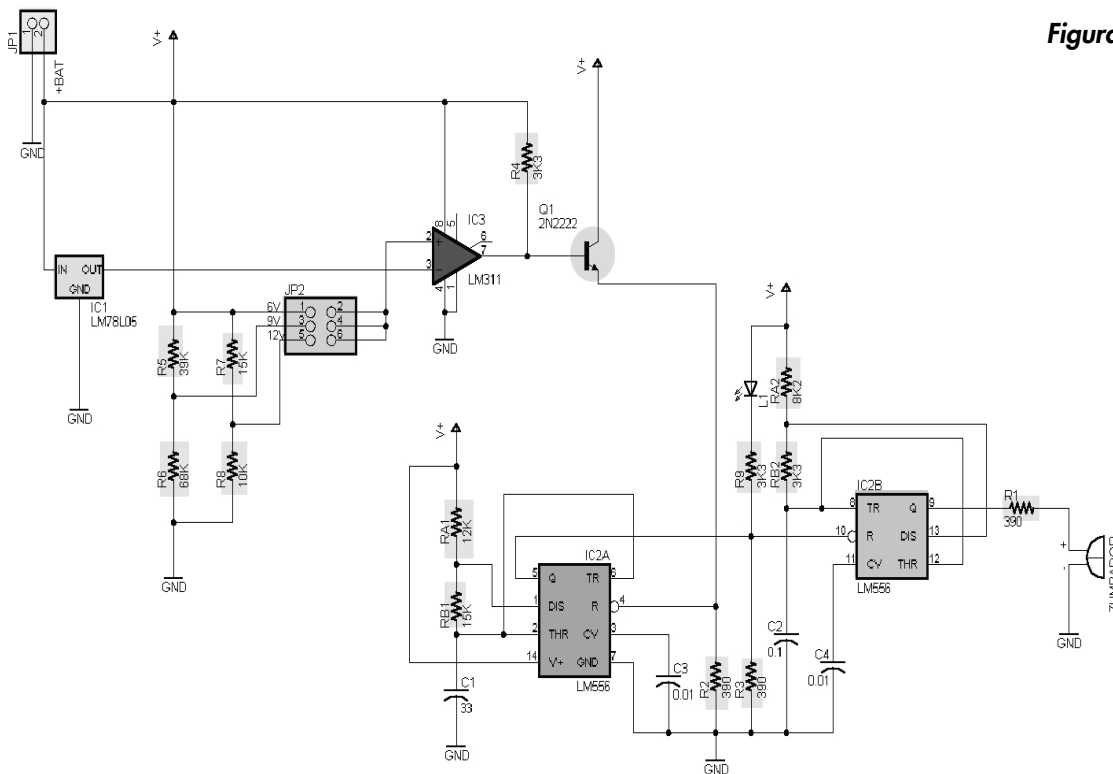 Figura
JP1
1
2
+BAT
GND
V+
V+
R4
3K3
Q1
2N2222
IC3
8
5
2
+
6
7
3
-
4
1
LM311
GND
IN OUT
GND
IC1
LM78L05
GND
JP2
6V 1 2
9V 3 4
12V 5 6
R5
39K
R7
15K
R6
68K
R8
10K
GND
V+
RA1
12K
RB1
15K
C1
33
GND
IC2A
5 Q TR 6
1 DIS R 4
2 THR CV 3
14 V+ GND 7
LM556
C3
0.01
R2
390
R3
390
GND
V+
L1
R9
3K3
RA2
8K2
RB2
3K3
C2
0.1
C4
0.01
IC2B
8 TR Q 9
10 R DIS 13
11 CV THR 12
LM556
R1
390
+
-
GND
ZUMBADOR